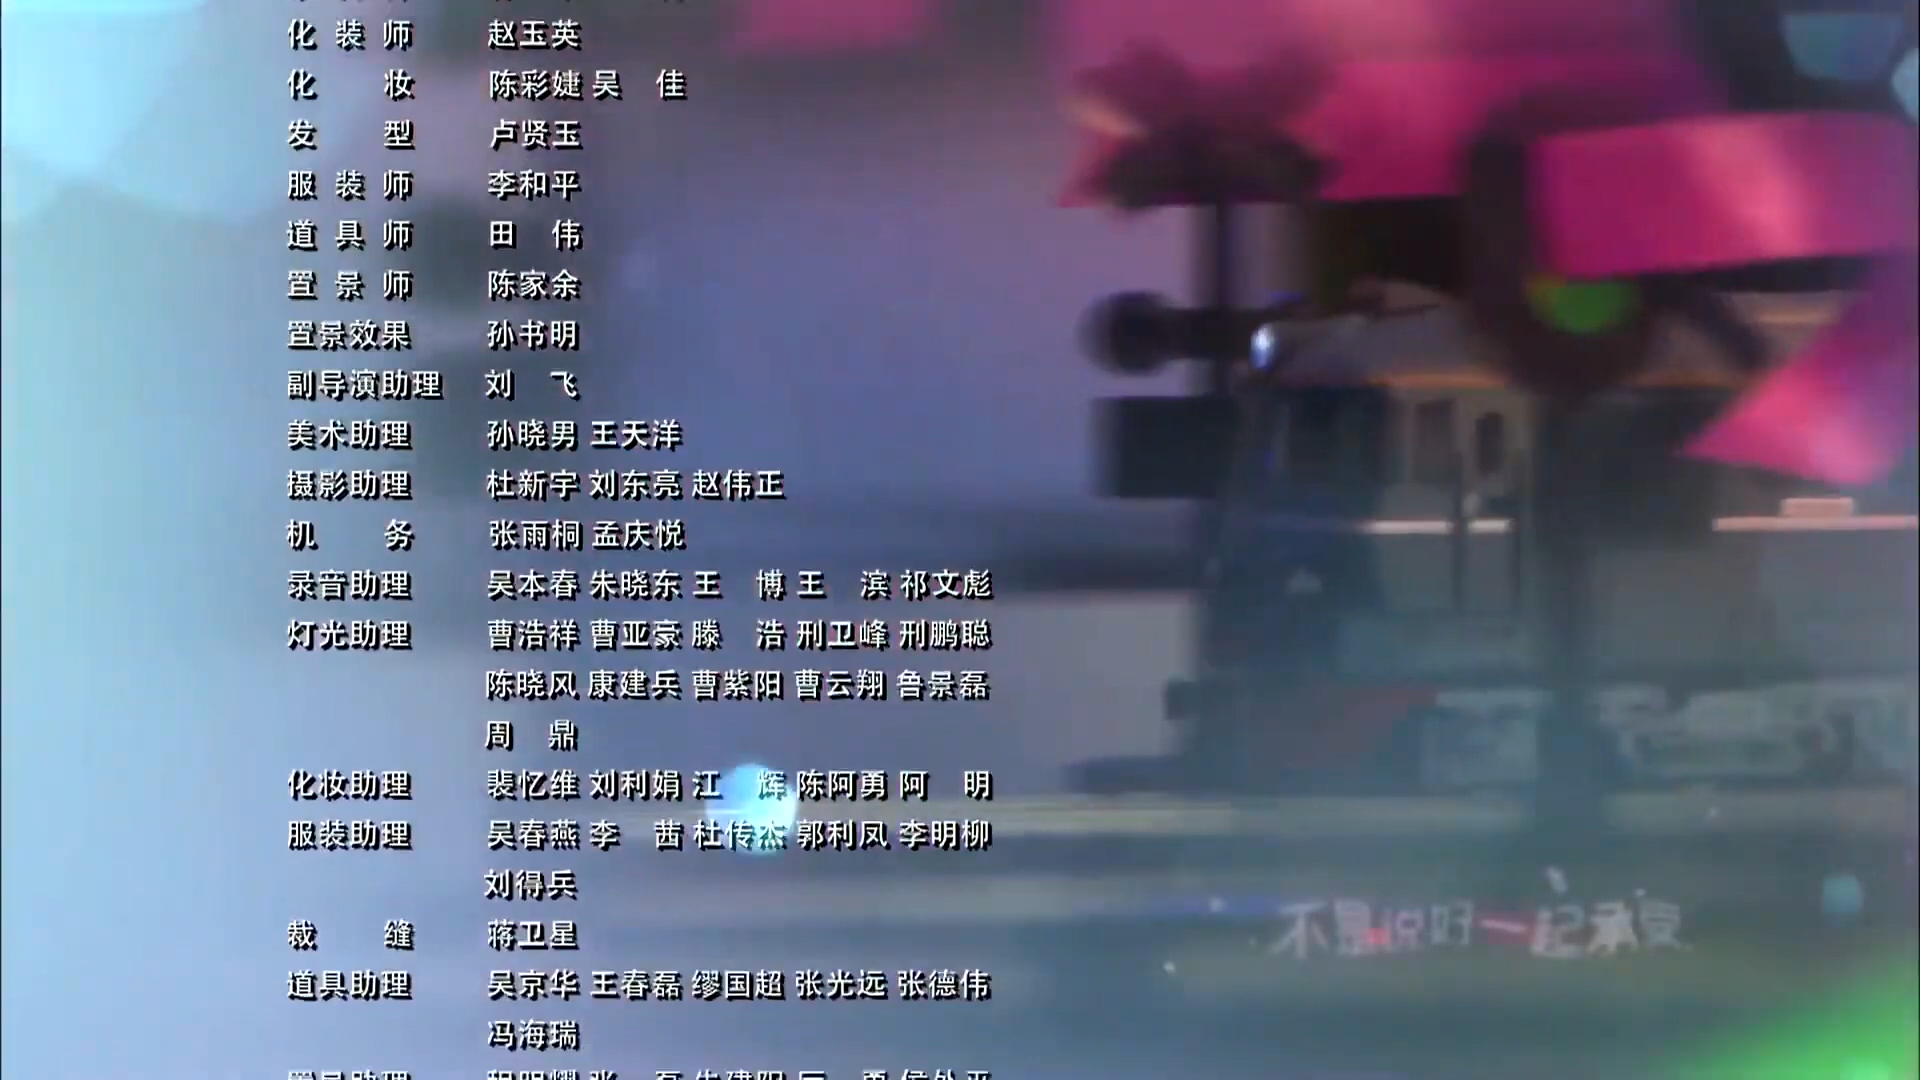 化装师 赵玉英
化妆 陈彩婕 吴佳
发型 卢贤玉
服装师 李和平
道具师 田伟
置景师 陈家余
置景效果 孙书明
副导演助理 刘飞
美术助理 孙晓男 王天洋
摄影助理 杜新宇 刘东亮 赵伟正
机务 张雨桐 孟庆悦
录音助理 吴本春 朱晓东 王博 王滨 祁文彪
灯光助理 曹浩祥 曹亚豪 滕浩 刑卫峰 刑鹏聪
陈晓风 康建兵 曹紫阳 曹云翔 鲁景磊
周鼎
化妆助理 裴忆维 刘利娟 江辉 陈阿勇 阿明
服装助理 吴春燕 李茜 杜传杰 郭利凤 李明柳
刘得兵
裁缝 蒋卫星
道具助理 吴京华 王春磊 缪国超 张光远 张德伟
冯海瑞
不是说好一起承受